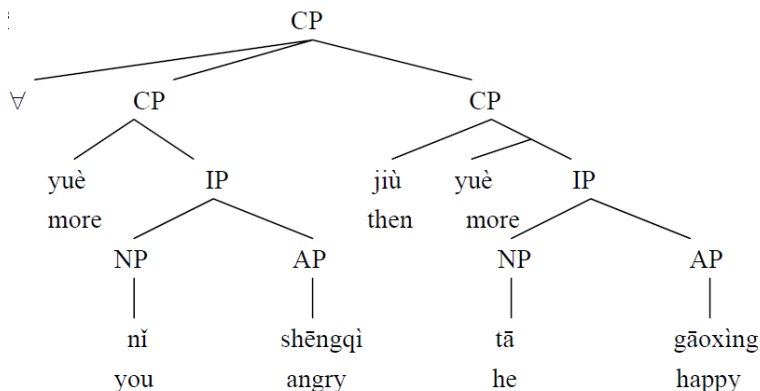 CP
∀ CP CP
yuè IP jiù yuè IP
more then more
NP AP NP AP
nǐ shēngqì tā gāoxìng
you angry he happy